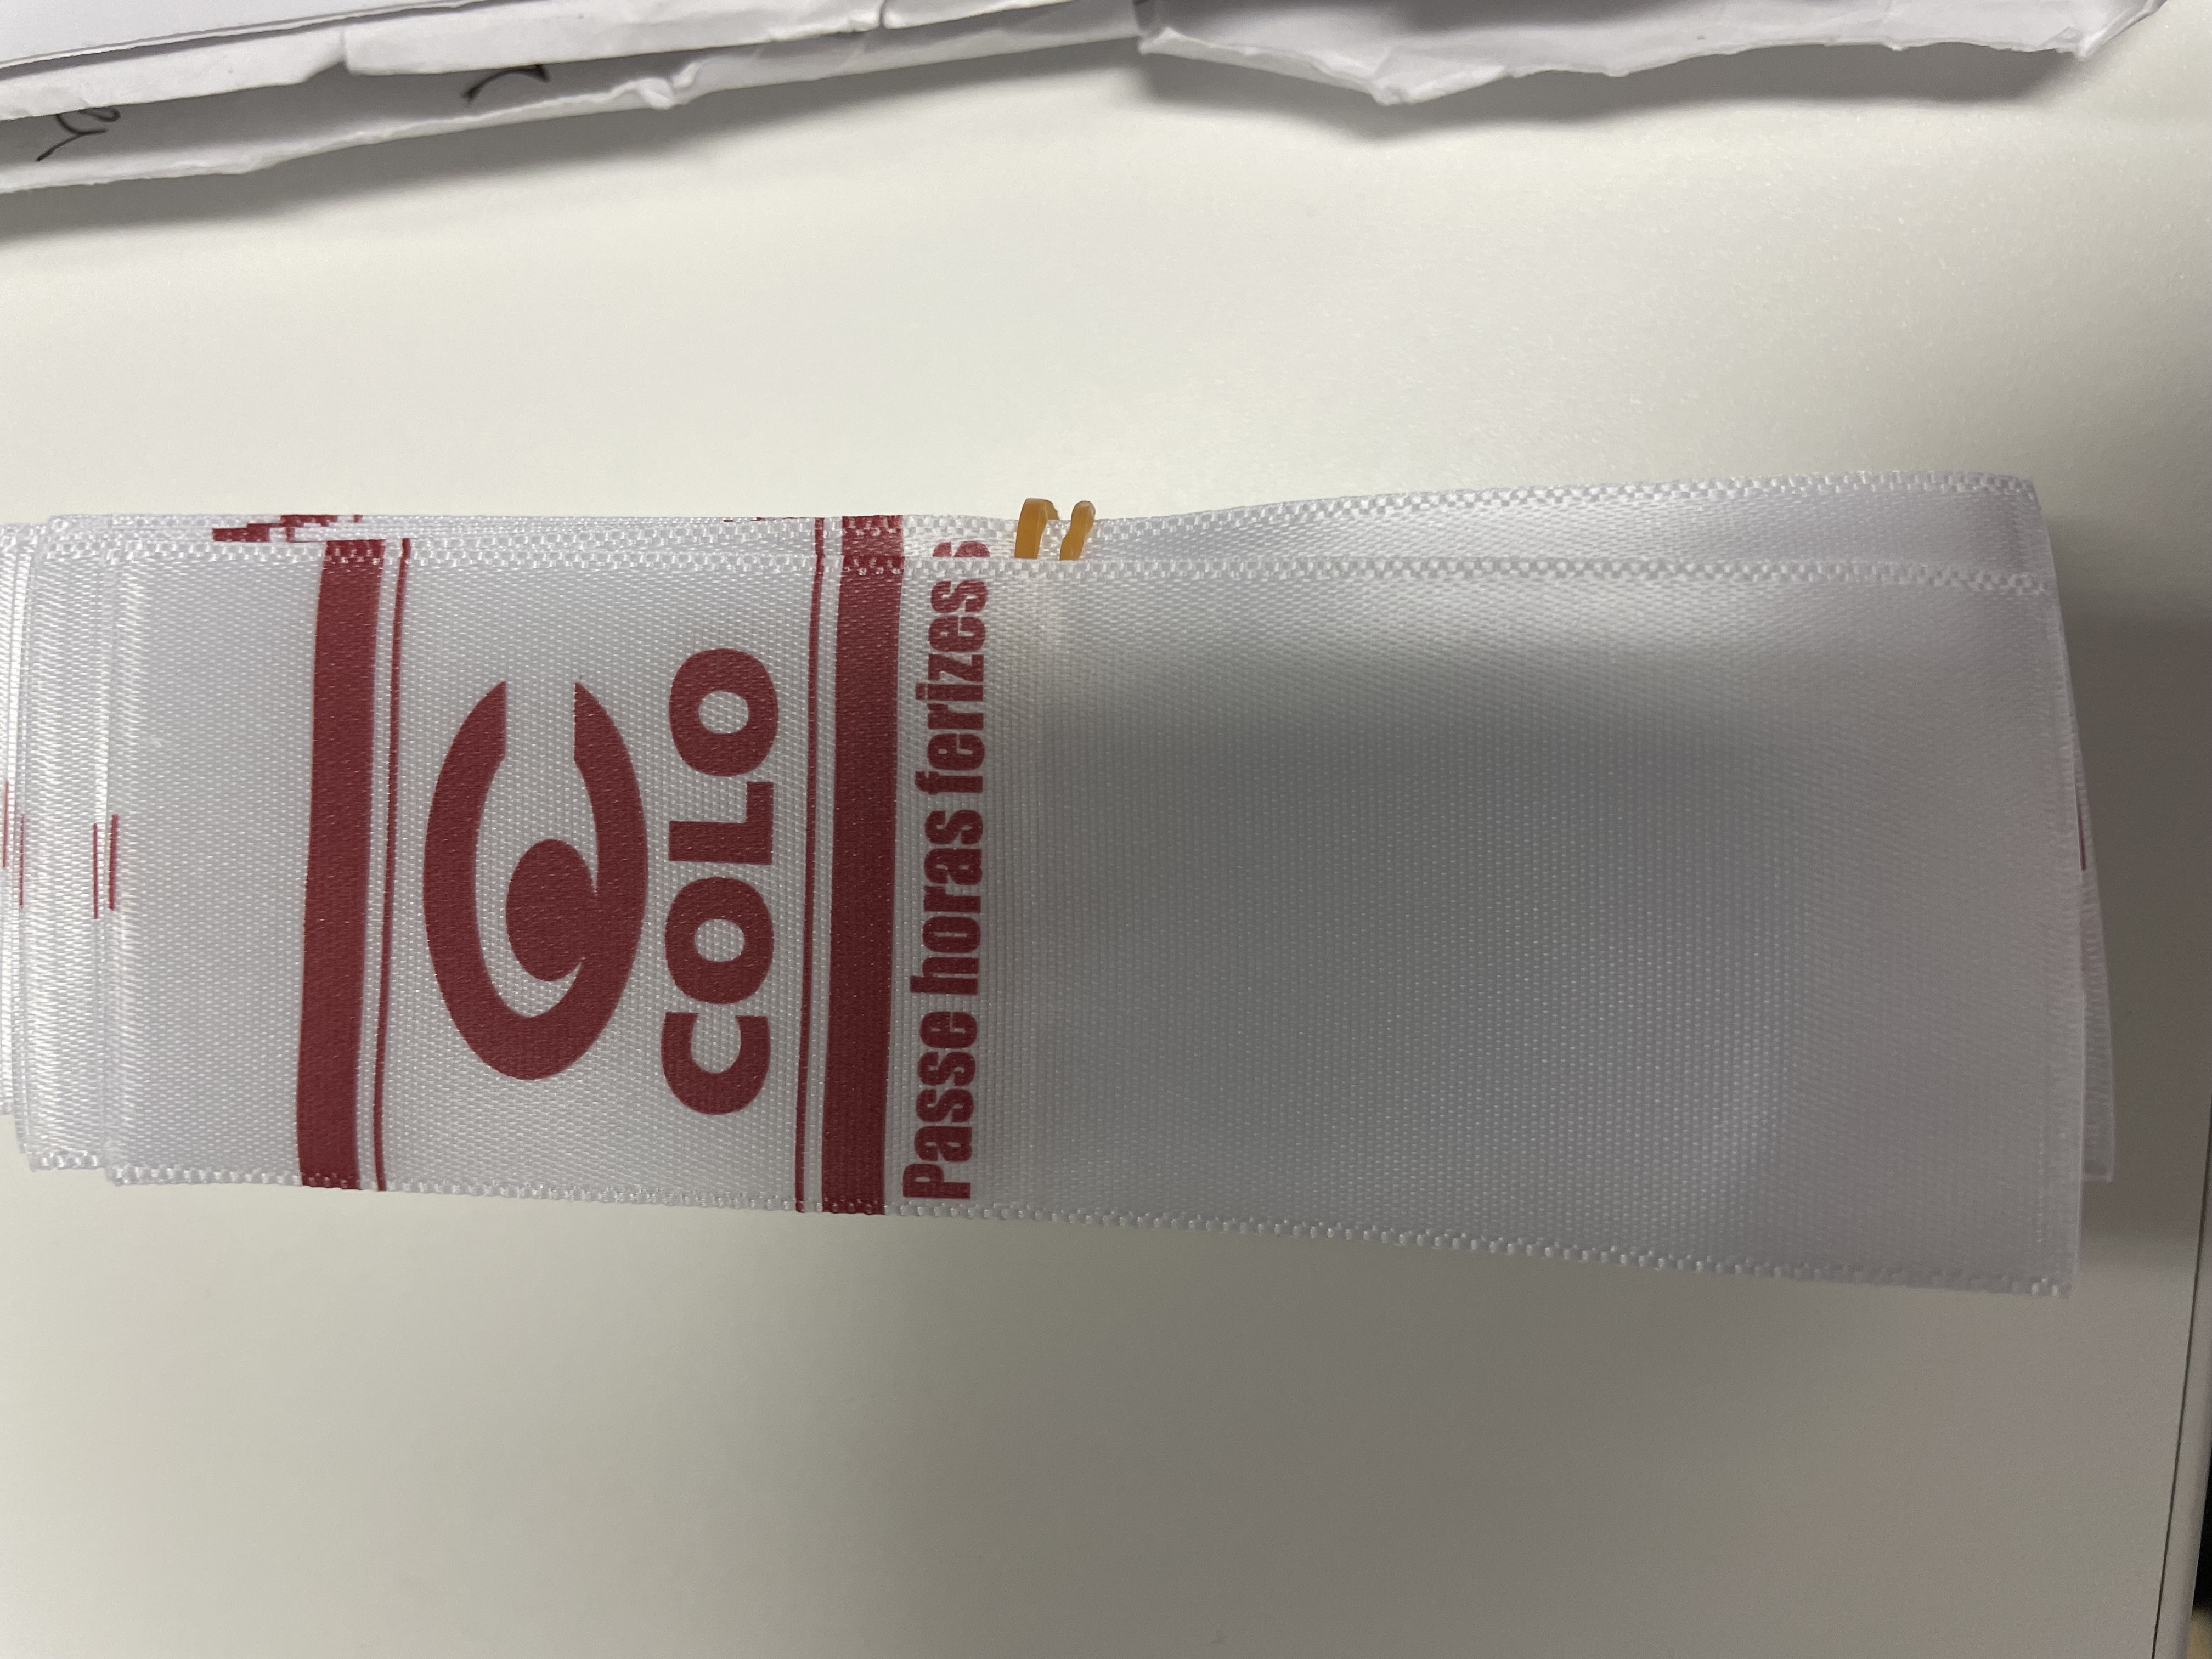 COLO
Passe horas ferizes